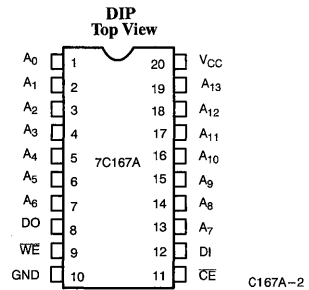 DIP
Top View
A0 1 20 VCC
A1 2 19 A13
A2 3 18 A12
A3 4 17 A11
A4 5 7C167A 16 A10
A5 6 15 A9
A6 7 14 A8
DO 8 13 A7
W̅E̅ 9 12 DI
GND 10 11 C̅E̅
C167A–2